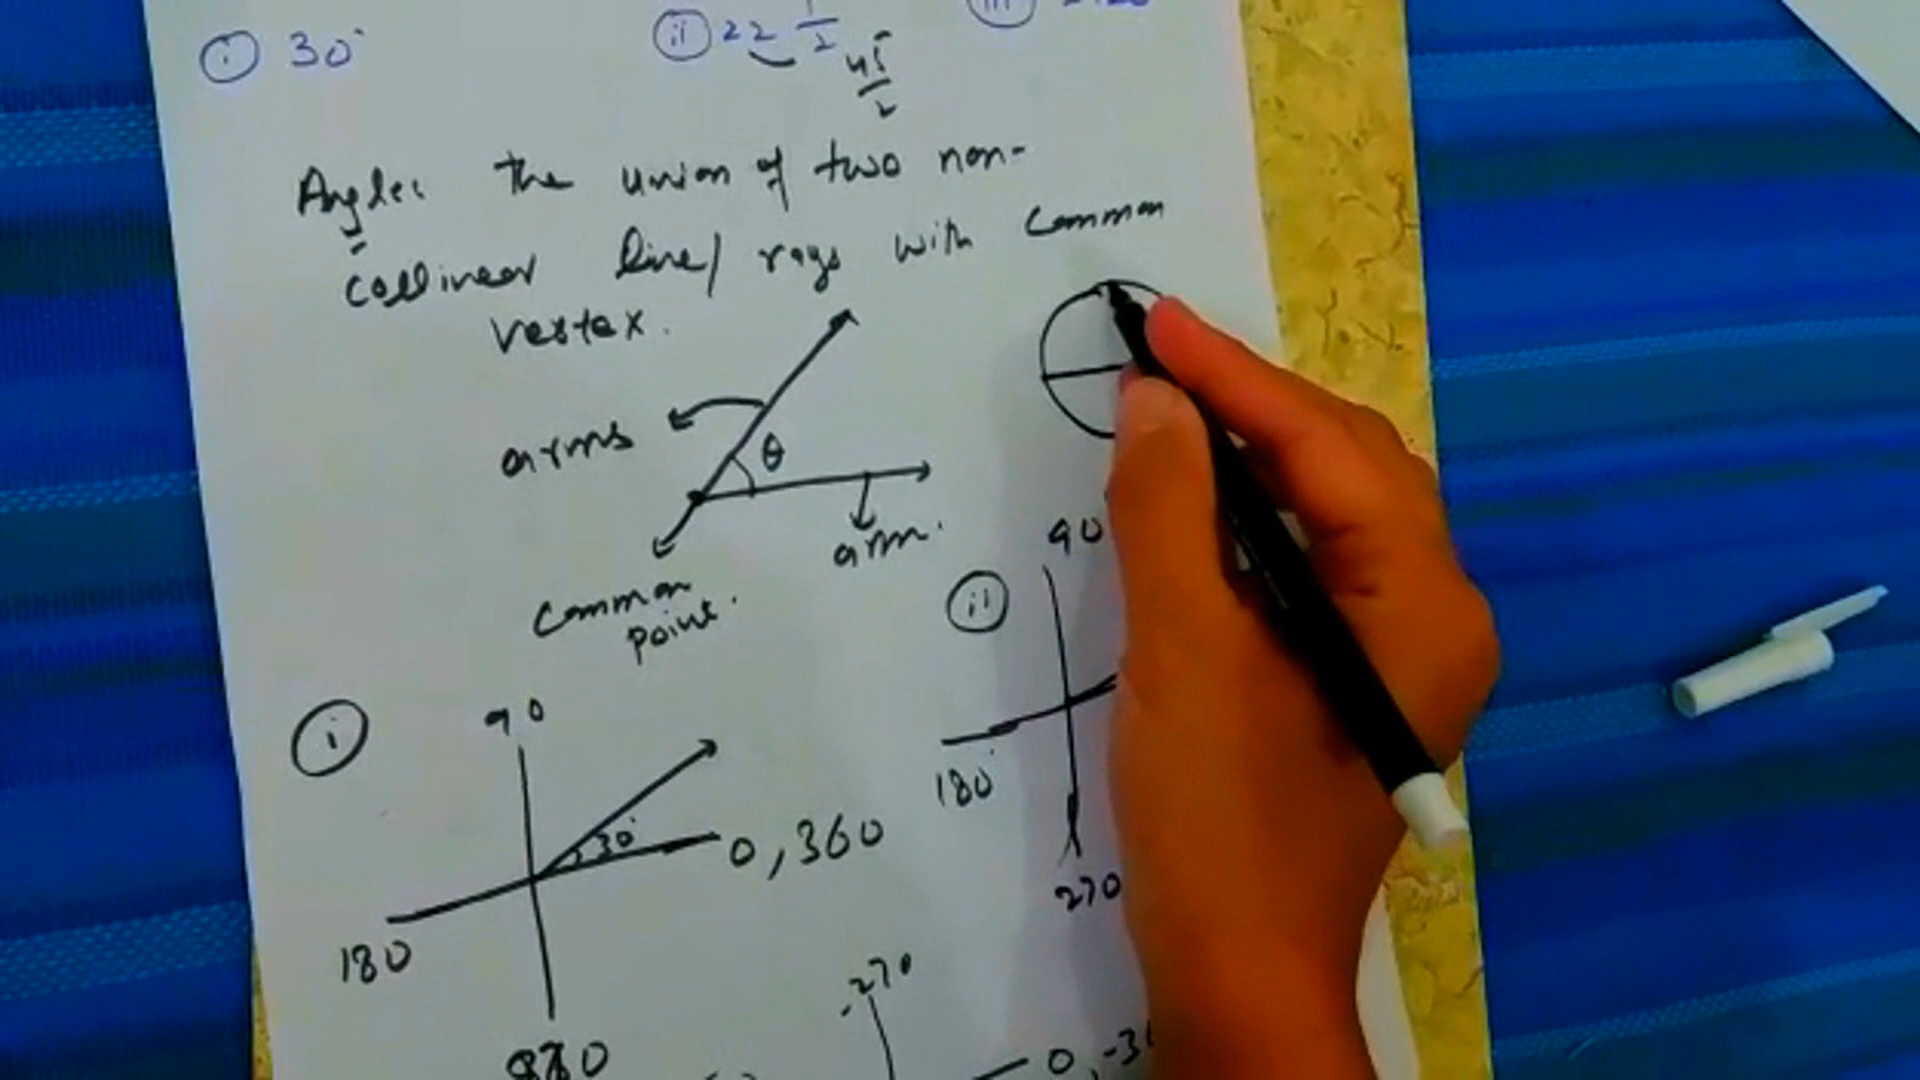 (i) 30° (ii) 22 1/2
45/2
Angle: The union of two non-
collinear line/ rays with common
vertex.
arms
θ
arm.
common
point.
(i) 90
30°
0, 360
180
(ii) 90
180°
270
-270